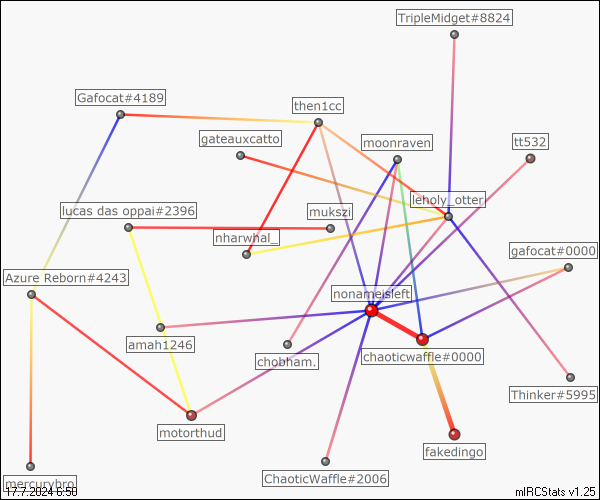 TripleMidget#8824
Gafocat#4189
then1cc
gateauxcatto
moonraven
tt532
leholy_otter
lucas das oppai#2396
mukszi
nharwhal_
gafocat#0000
Azure Reborn#4243
nonameisleft
amah1246
chobham.
chaoticwaffle#0000
Thinker#5995
motorthud
fakedingo
ChaoticWaffle#2006
mercurybro
17.7.2024 6:50
mIRCStats v1.25